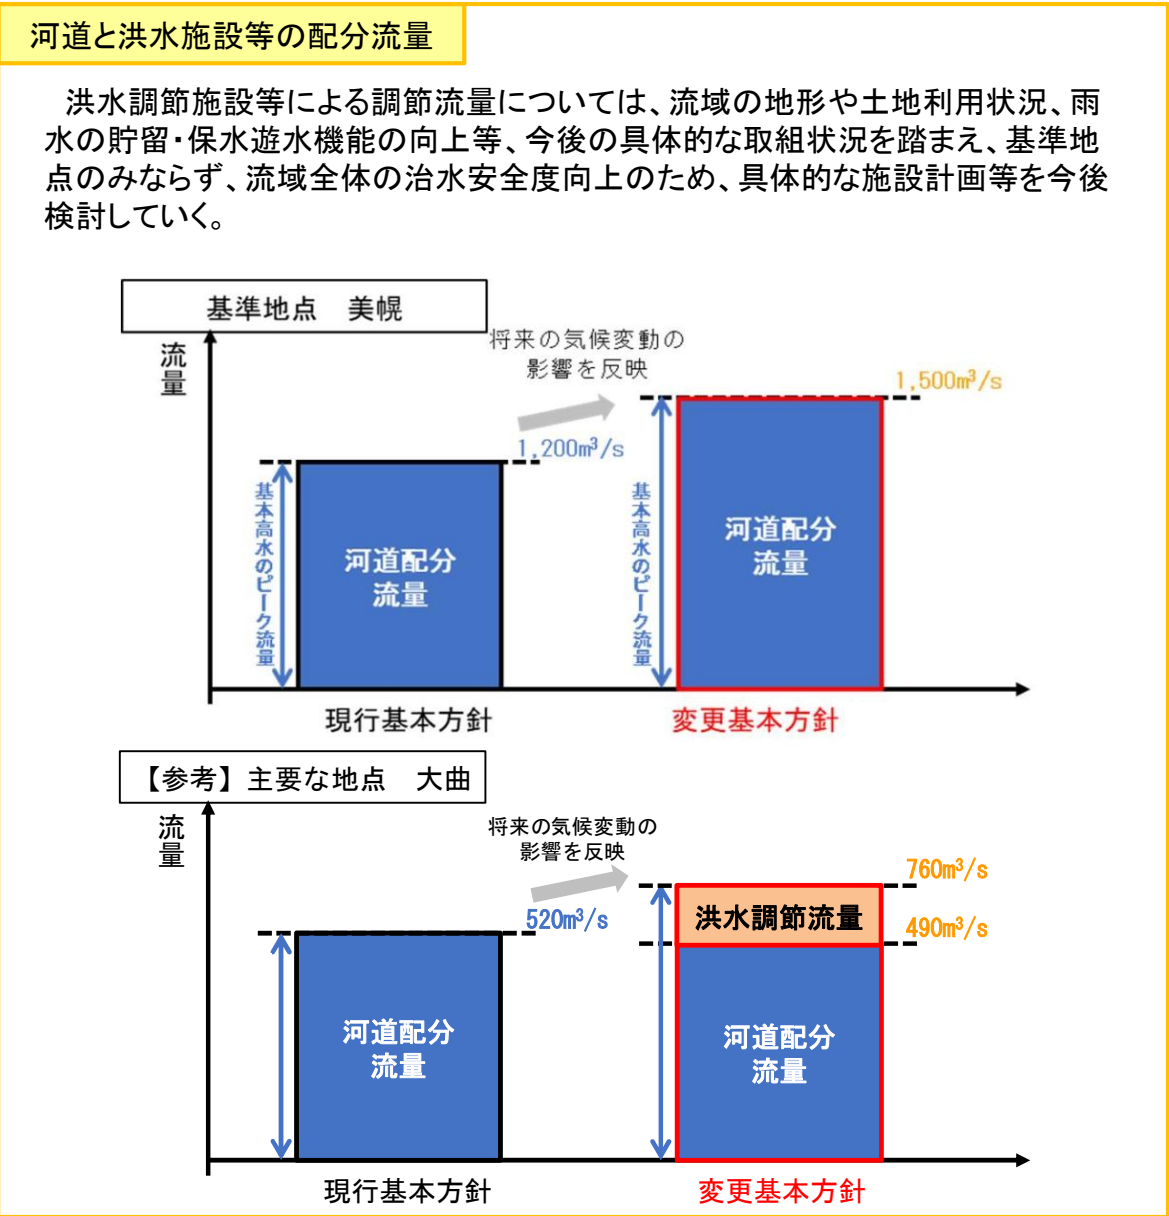 河道と洪水施設等の配分流量
洪水調節施設等による調節流量については、流域の地形や土地利用状況、雨
水の貯留・保水遊水機能の向上等、今後の具体的な取組状況を踏まえ、基準地
点のみならず、流域全体の治水安全度向上のため、具体的な施設計画等を今後
検討していく。
基準地点　美幌
流量
将来の気候変動の
影響を反映
1,500m³/s
1,200m³/s
基本高水のピーク流量
河道配分
流量
基本高水のピーク流量
河道配分
流量
現行基本方針
変更基本方針
【参考】主要な地点　大曲
流量
将来の気候変動の
影響を反映
760m³/s
520m³/s
洪水調節流量
490m³/s
河道配分
流量
河道配分
流量
現行基本方針
変更基本方針